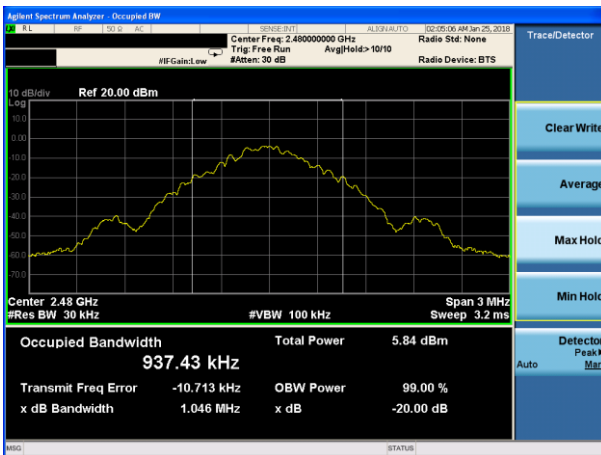 Agilent Spectrum Analyzer - Occupied BW
RL RF 50 Ω AC SENSE:INT ALIGN AUTO 02:05:06 AM Jan 25, 2018
Center Freq: 2.480000000 GHz Radio Std: None
Trig: Free Run Avg|Hold:> 10/10
#IFGain:Low #Atten: 30 dB Radio Device: BTS
Trace/Detector
10 dB/div Ref 20.00 dBm
Log
10.0
0.00
-10.0
-20.0
-30.0
-40.0
-50.0
-60.0
-70.0
Clear Write
Average
Max Hold
Min Hold
Center 2.48 GHz Span 3 MHz
#Res BW 30 kHz #VBW 100 kHz Sweep 3.2 ms
Occupied Bandwidth Total Power 5.84 dBm
937.43 kHz
Transmit Freq Error -10.713 kHz OBW Power 99.00 %
x dB Bandwidth 1.046 MHz x dB -20.00 dB
Detector
Peak
Auto Man
MSG STATUS